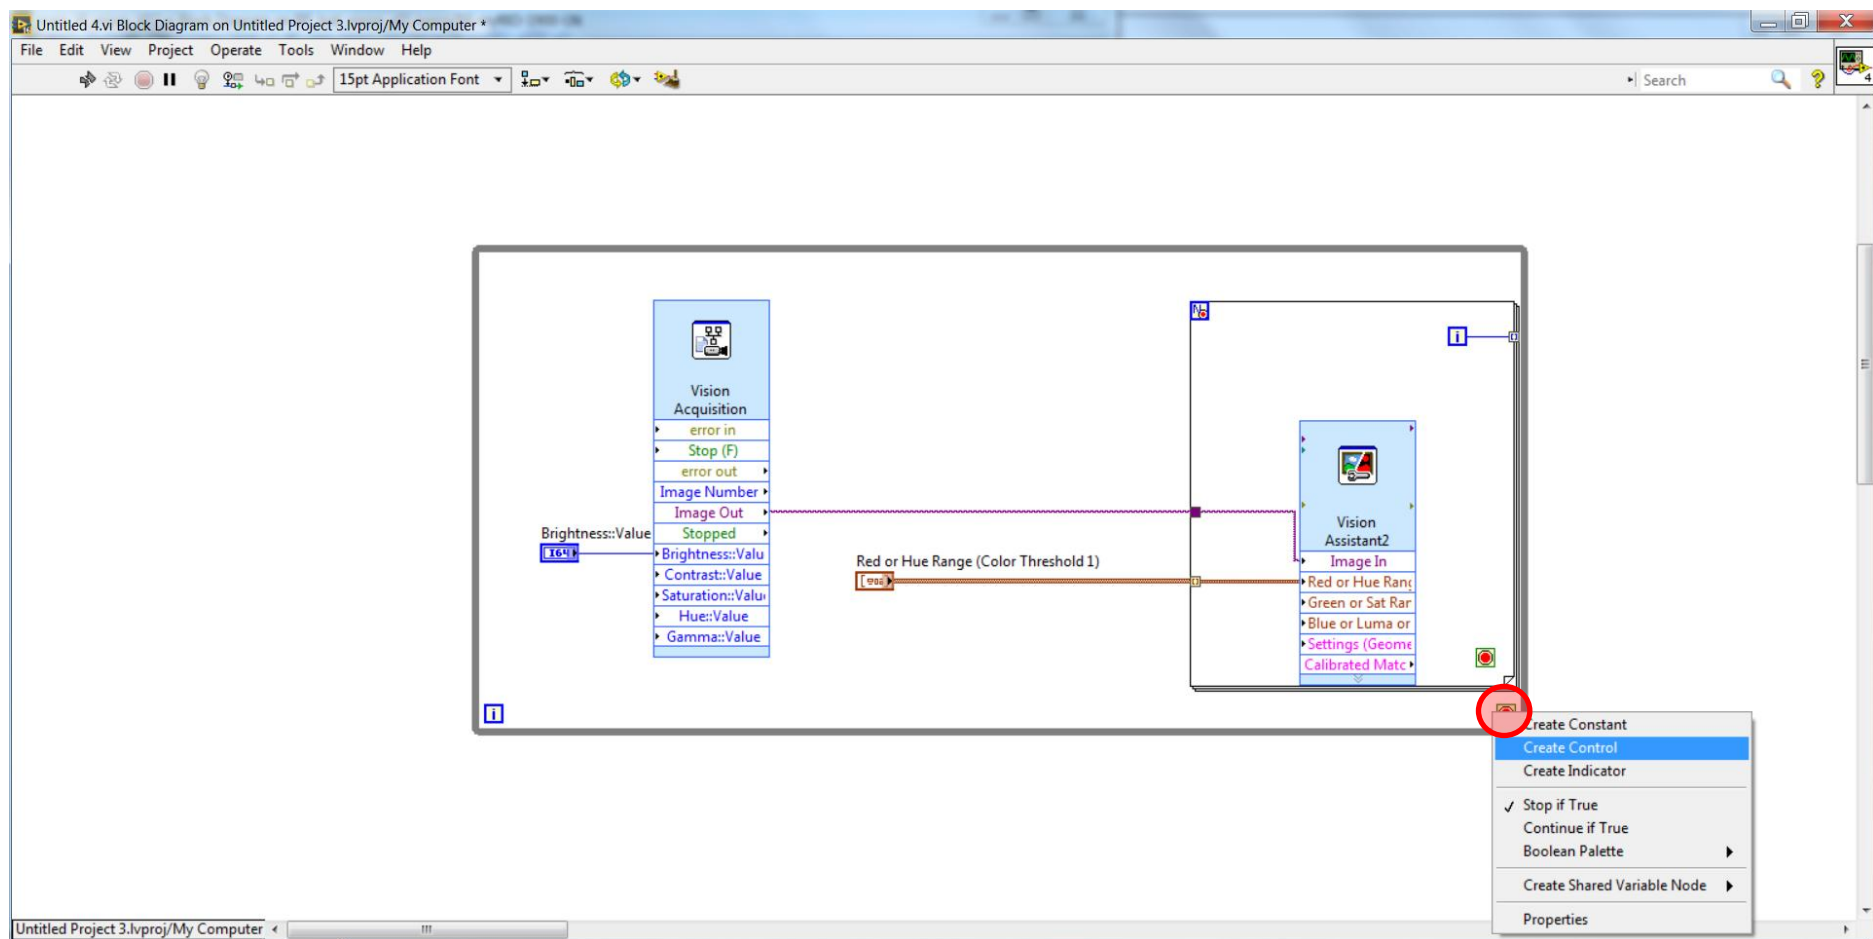 Untitled 4.vi Block Diagram on Untitled Project 3.lvproj/My Computer *
File Edit View Project Operate Tools Window Help
15pt Application Font
Search
4
N
i
Vision
Acquisition
error in
Stop (F)
error out
Image Number
Image Out
Stopped
Brightness::Valu
Contrast::Value
Saturation::Valu
Hue::Value
Gamma::Value
Brightness::Value
I64
Red or Hue Range (Color Threshold 1)
Vision
Assistant2
Image In
Red or Hue Rang
Green or Sat Rar
Blue or Luma or
Settings (Geome
Calibrated Matc
i
Create Constant
Create Control
Create Indicator
Stop if True
Continue if True
Boolean Palette
Create Shared Variable Node
Properties
Untitled Project 3.lvproj/My Computer